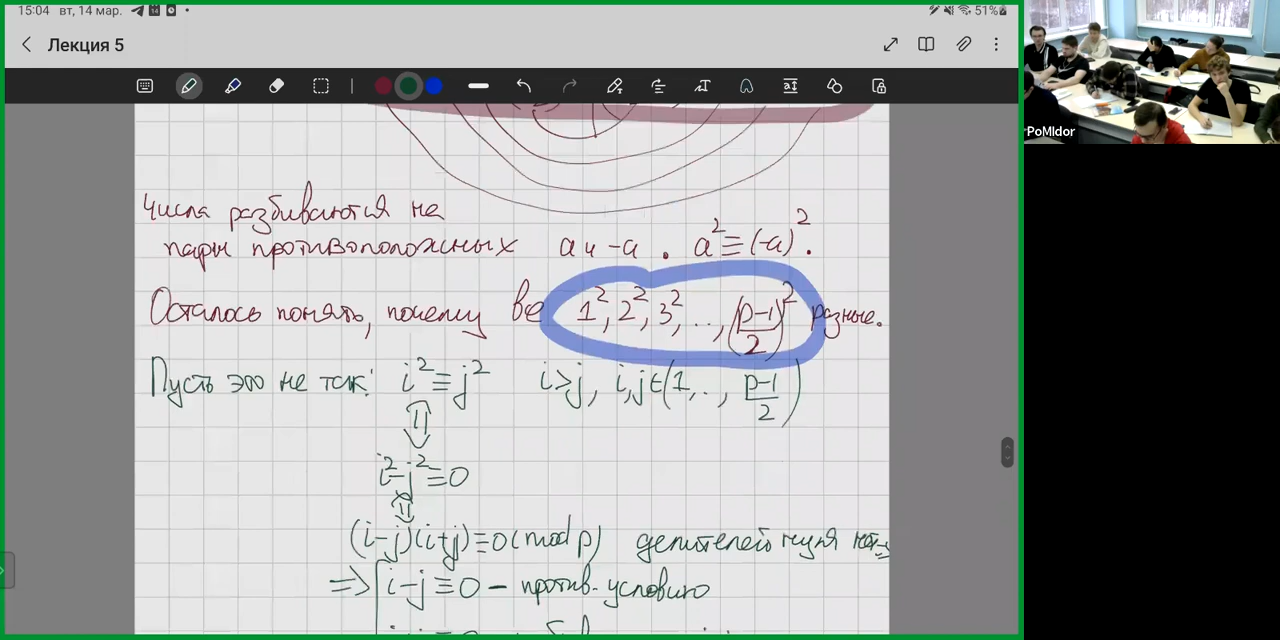 15:04 вт, 14 мар.
51%
Лекция 5
PoMIdor
Числа разбиваются на
пары противоположных a и -a. a² ≡ (-a)².
Осталось понять, почему все 1², 2², 3², .., (p-1/2)² разные.
Пусть это не так: i² ≡ j² i>j, i,j ∈ (1, .., p-1/2)
⇕
i²-j² ≡ 0
⇕
(i-j)(i+j) ≡ 0 (mod p) делителей нуля нет ⇒
⇒ [ i-j ≡ 0 - против. условию